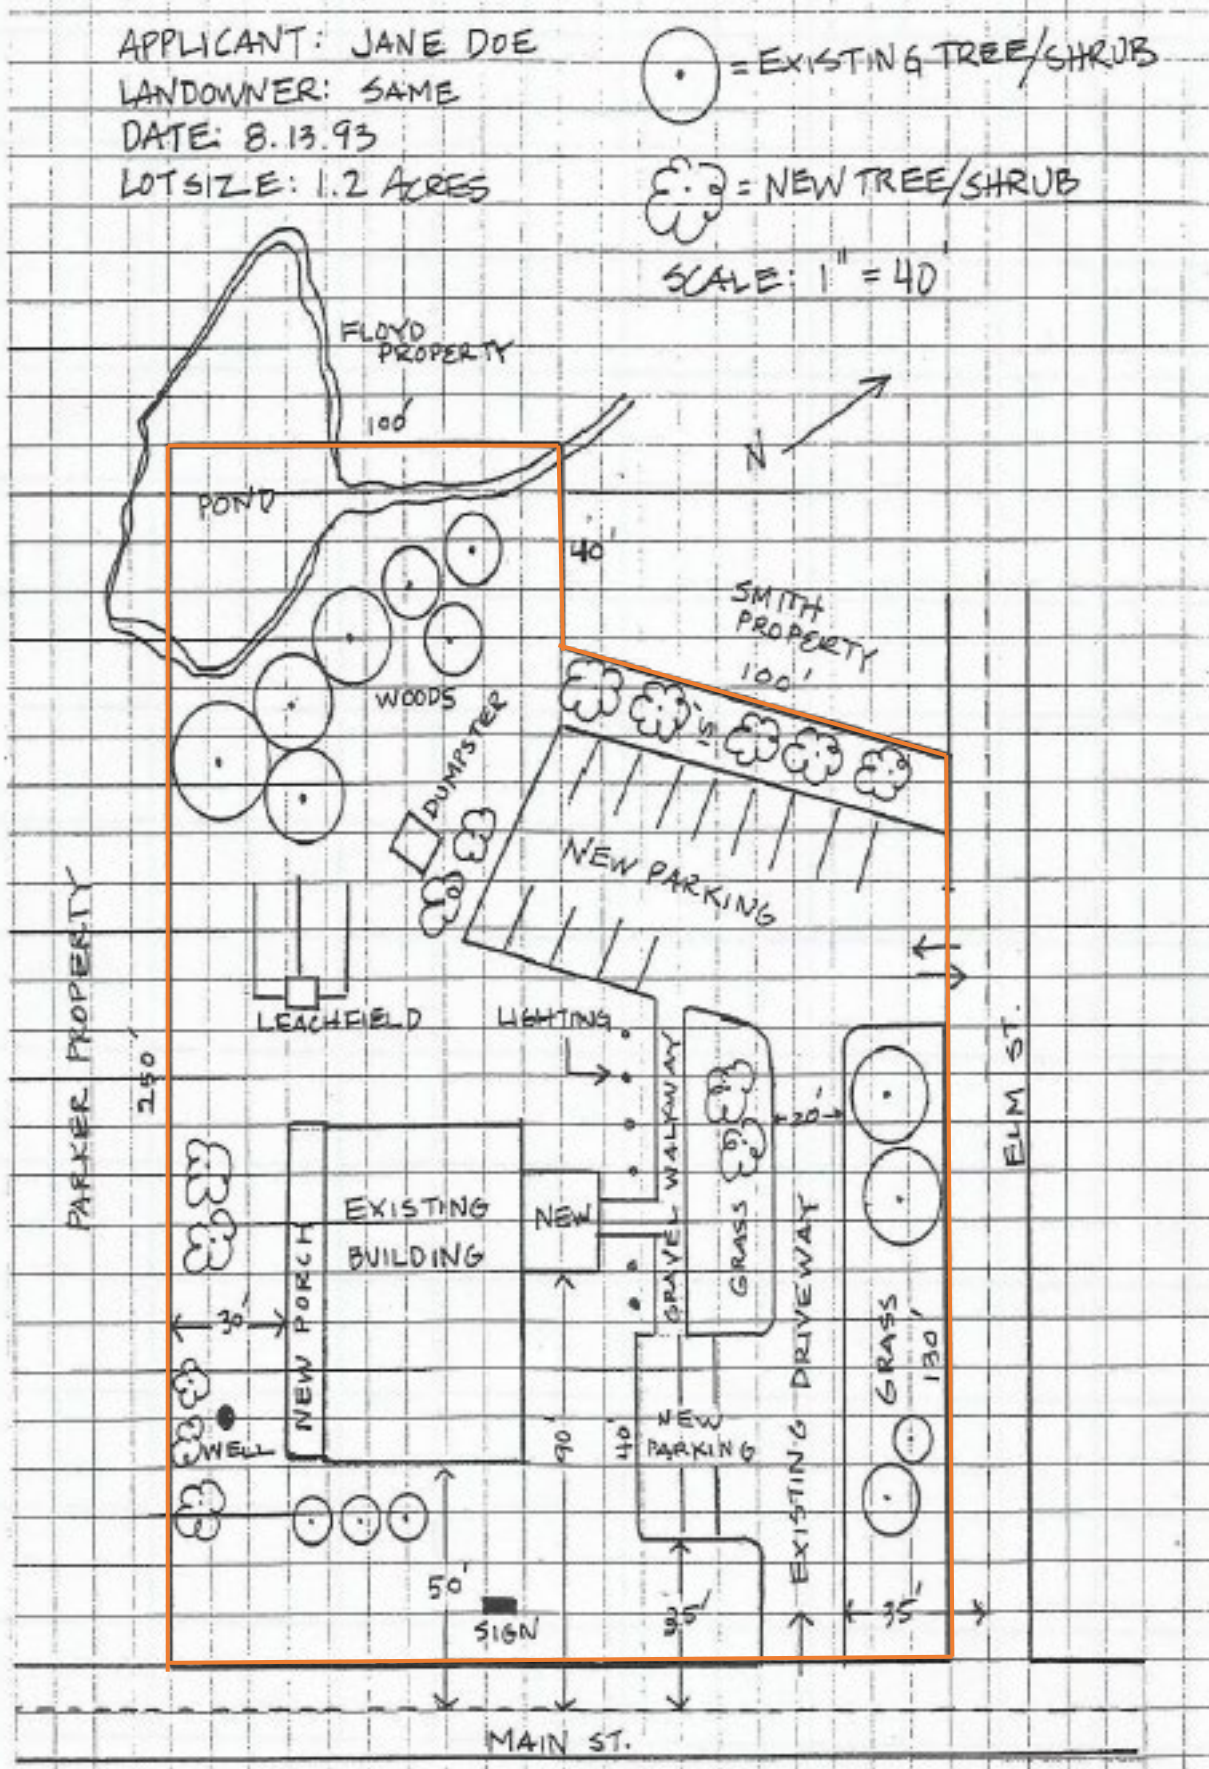 APPLICANT: JANE DOE
LANDOWNER: SAME
DATE: 8.13.93
LOT SIZE: 1.2 ACRES
= EXISTING TREE/SHRUB
= NEW TREE/SHRUB
SCALE: 1" = 40'
FLOYD
PROPERTY
100'
N
POND
40'
SMITH
PROPERTY
100'
WOODS
DUMPSTER
NEW PARKING
PARKER PROPERTY
250'
LEACHFIELD
LIGHTING
GRAVEL WALKWAY
20'
ELM ST.
EXISTING
BUILDING
NEW
NEW PORCH
GRASS
EXISTING DRIVEWAY
GRASS
130'
30'
WELL
90'
40'
NEW
PARKING
50'
SIGN
35'
35'
MAIN ST.